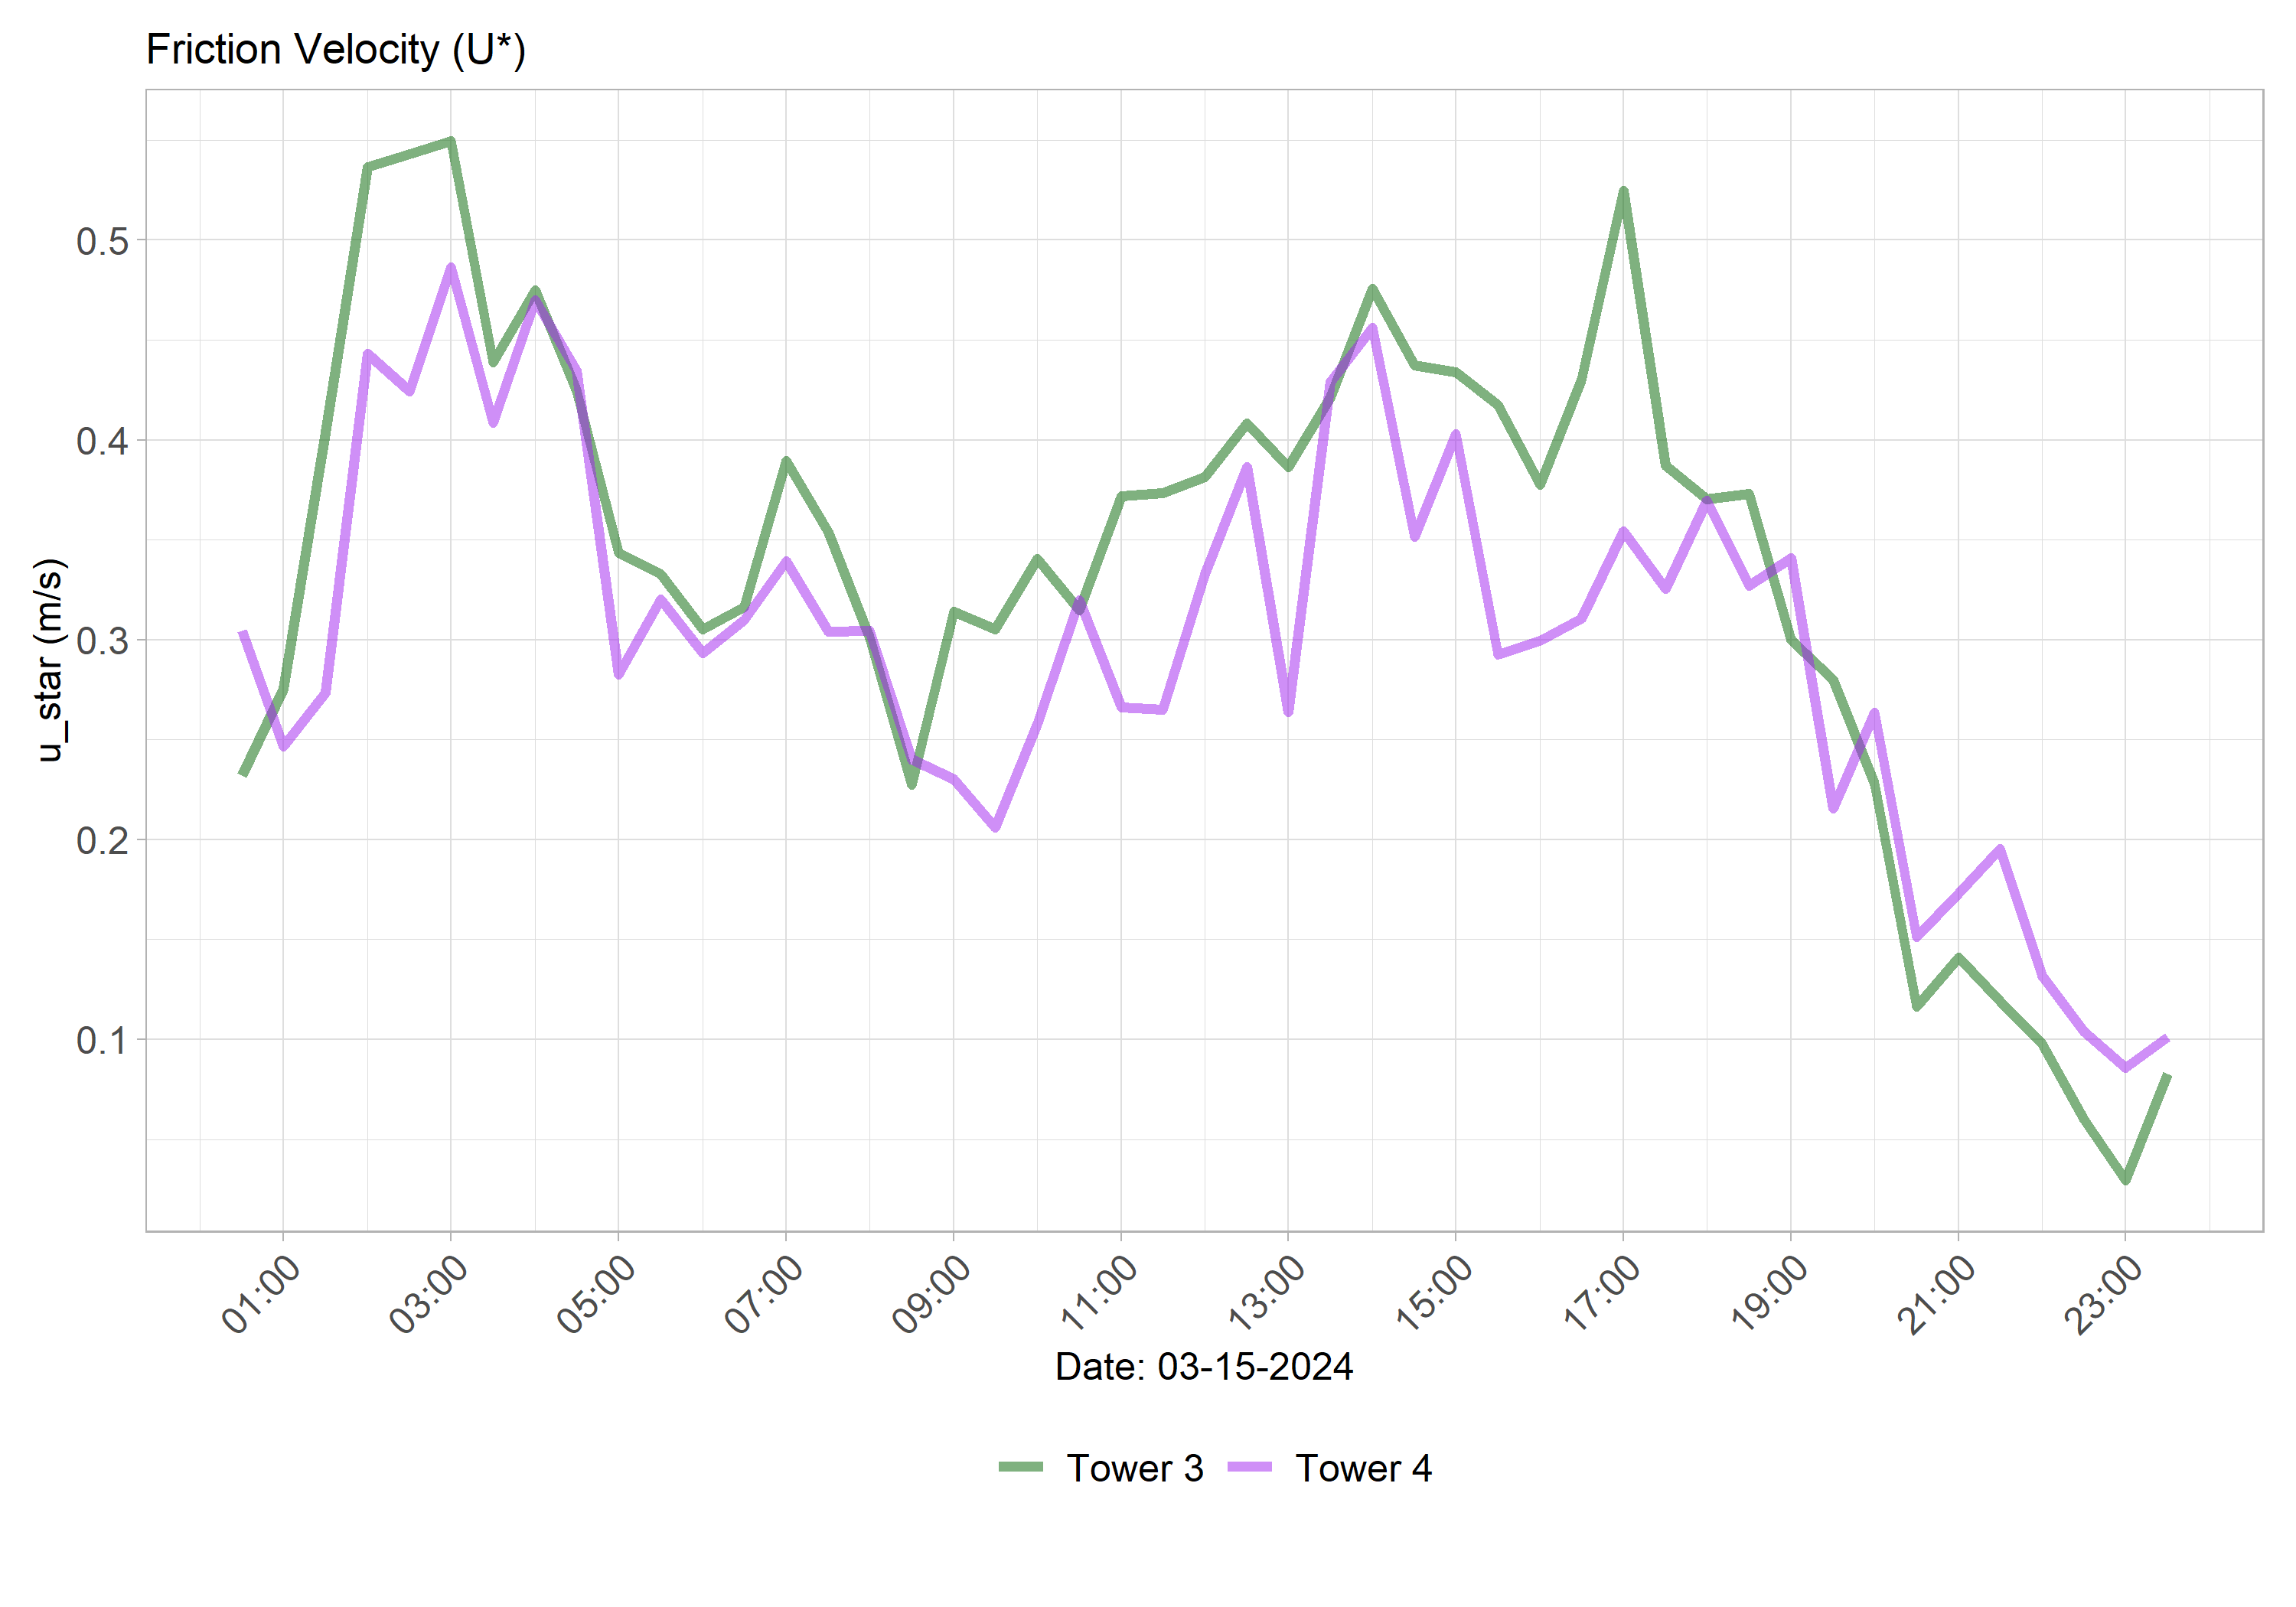 Friction Velocity (U*)
u_star (m/s)
0.5
0.4
0.3
0.2
0.1
01:00 03:00 05:00 07:00 09:00 11:00 13:00 15:00 17:00 19:00 21:00 23:00
Date: 03-15-2024
Tower 3 Tower 4